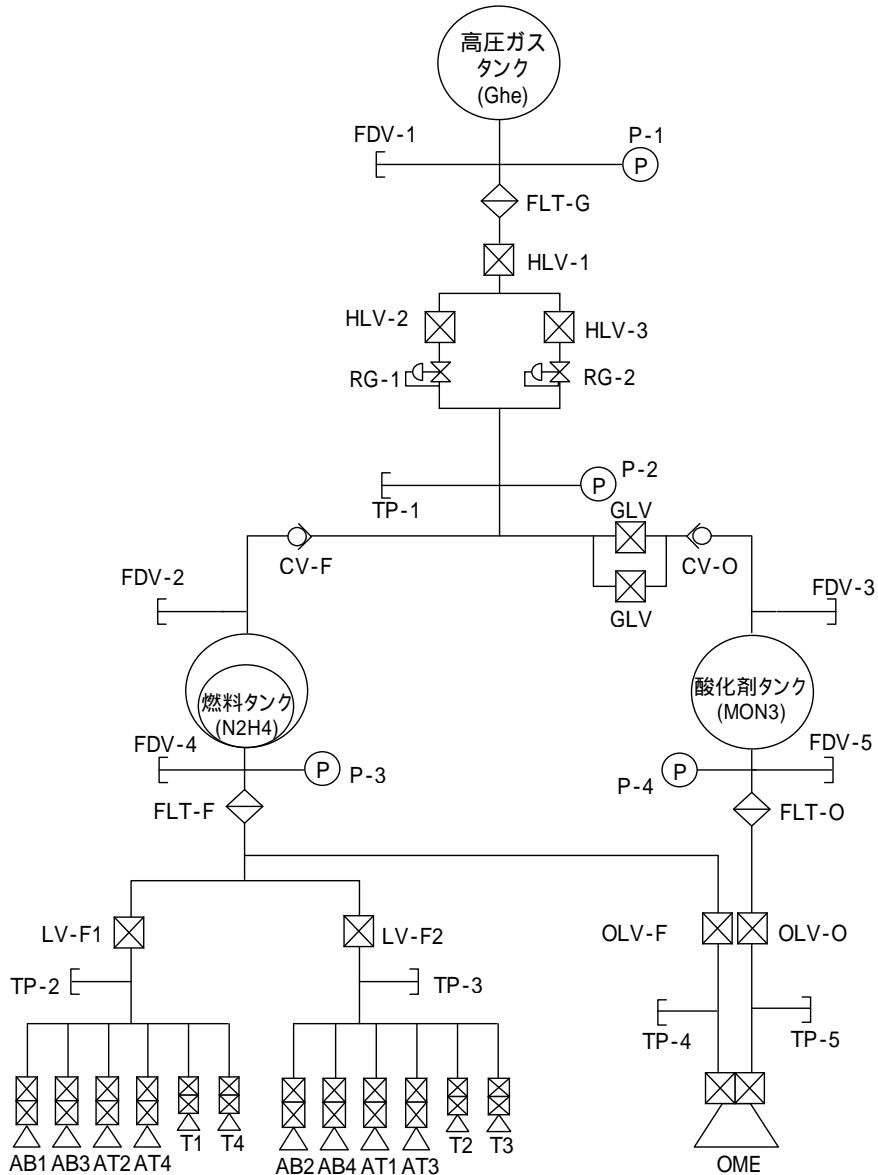 高圧ガス
タンク
(Ghe)
FDV-1
P-1
P
FLT-G
HLV-1
HLV-2
HLV-3
RG-1
RG-2
P-2
P
TP-1
GLV
CV-F
CV-O
GLV
FDV-2
FDV-3
燃料タンク
(N2H4)
酸化剤タンク
(MON3)
FDV-4
P
P-3
FDV-5
P
P-4
FLT-F
FLT-O
LV-F1
LV-F2
OLV-F
OLV-O
TP-2
TP-3
TP-4
TP-5
AB1 AB3 AT2 AT4 T1 T4
AB2 AB4 AT1 AT3 T2 T3
OME